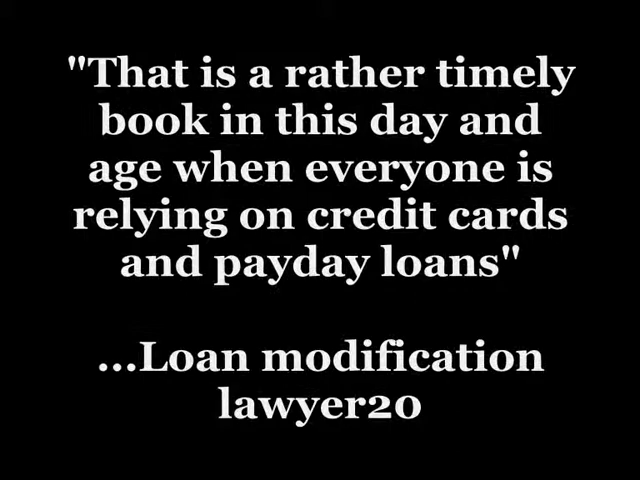 "That is a rather timely
book in this day and
age when everyone is
relying on credit cards
and payday loans"
...Loan modification
lawyer20